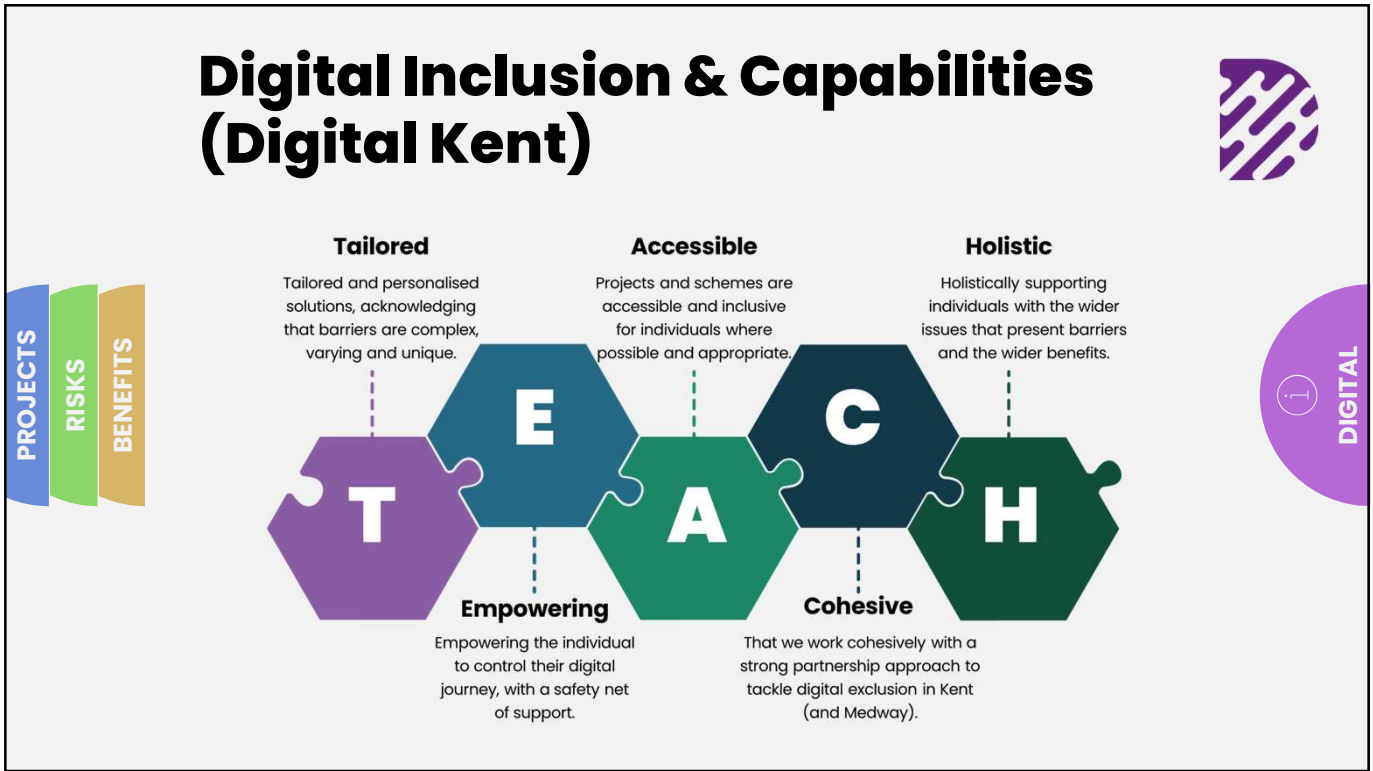 Digital Inclusion & Capabilities
(Digital Kent)
Tailored
Tailored and personalised
solutions, acknowledging
that barriers are complex,
varying and unique.
Accessible
Projects and schemes are
accessible and inclusive
for individuals where
possible and appropriate.
Holistic
Holistically supporting
individuals with the wider
issues that present barriers
and the wider benefits.
PROJECTS
RISKS
BENEFITS
i
DIGITAL
T
E
A
C
H
Empowering
Empowering the individual
to control their digital
journey, with a safety net
of support.
Cohesive
That we work cohesively with a
strong partnership approach to
tackle digital exclusion in Kent
(and Medway).